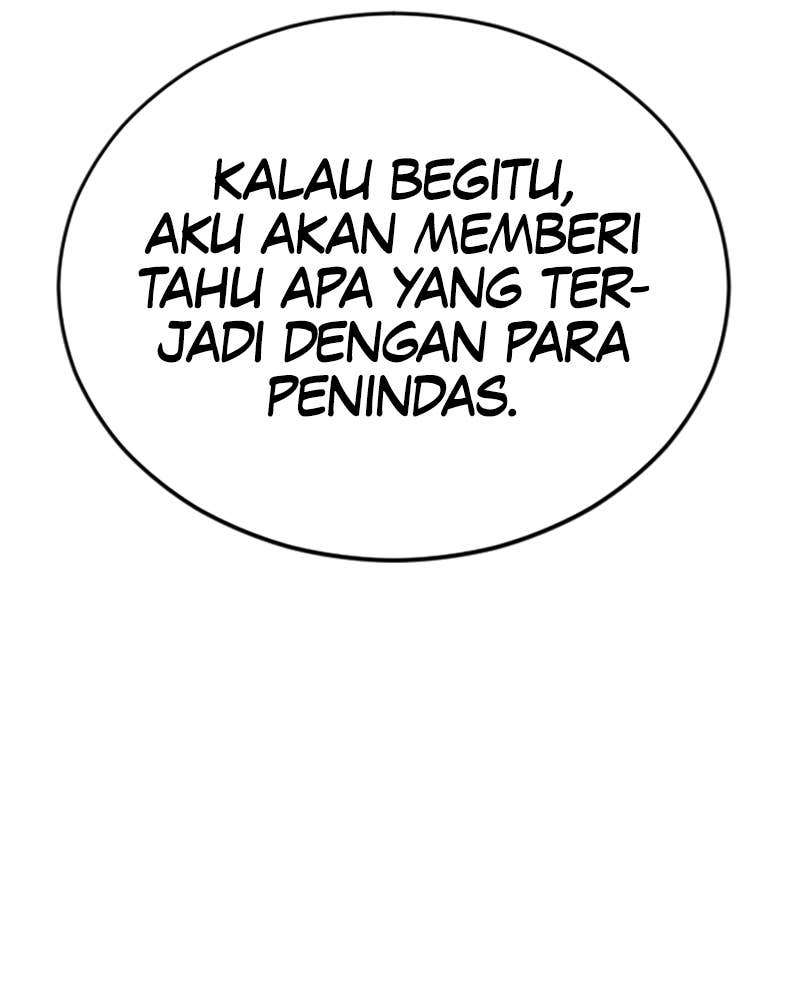 KALAU BEGITU,
AKU AKAN MEMBERI
TAHU APA YANG TER-
JADI DENGAN PARA
PENINDAS.